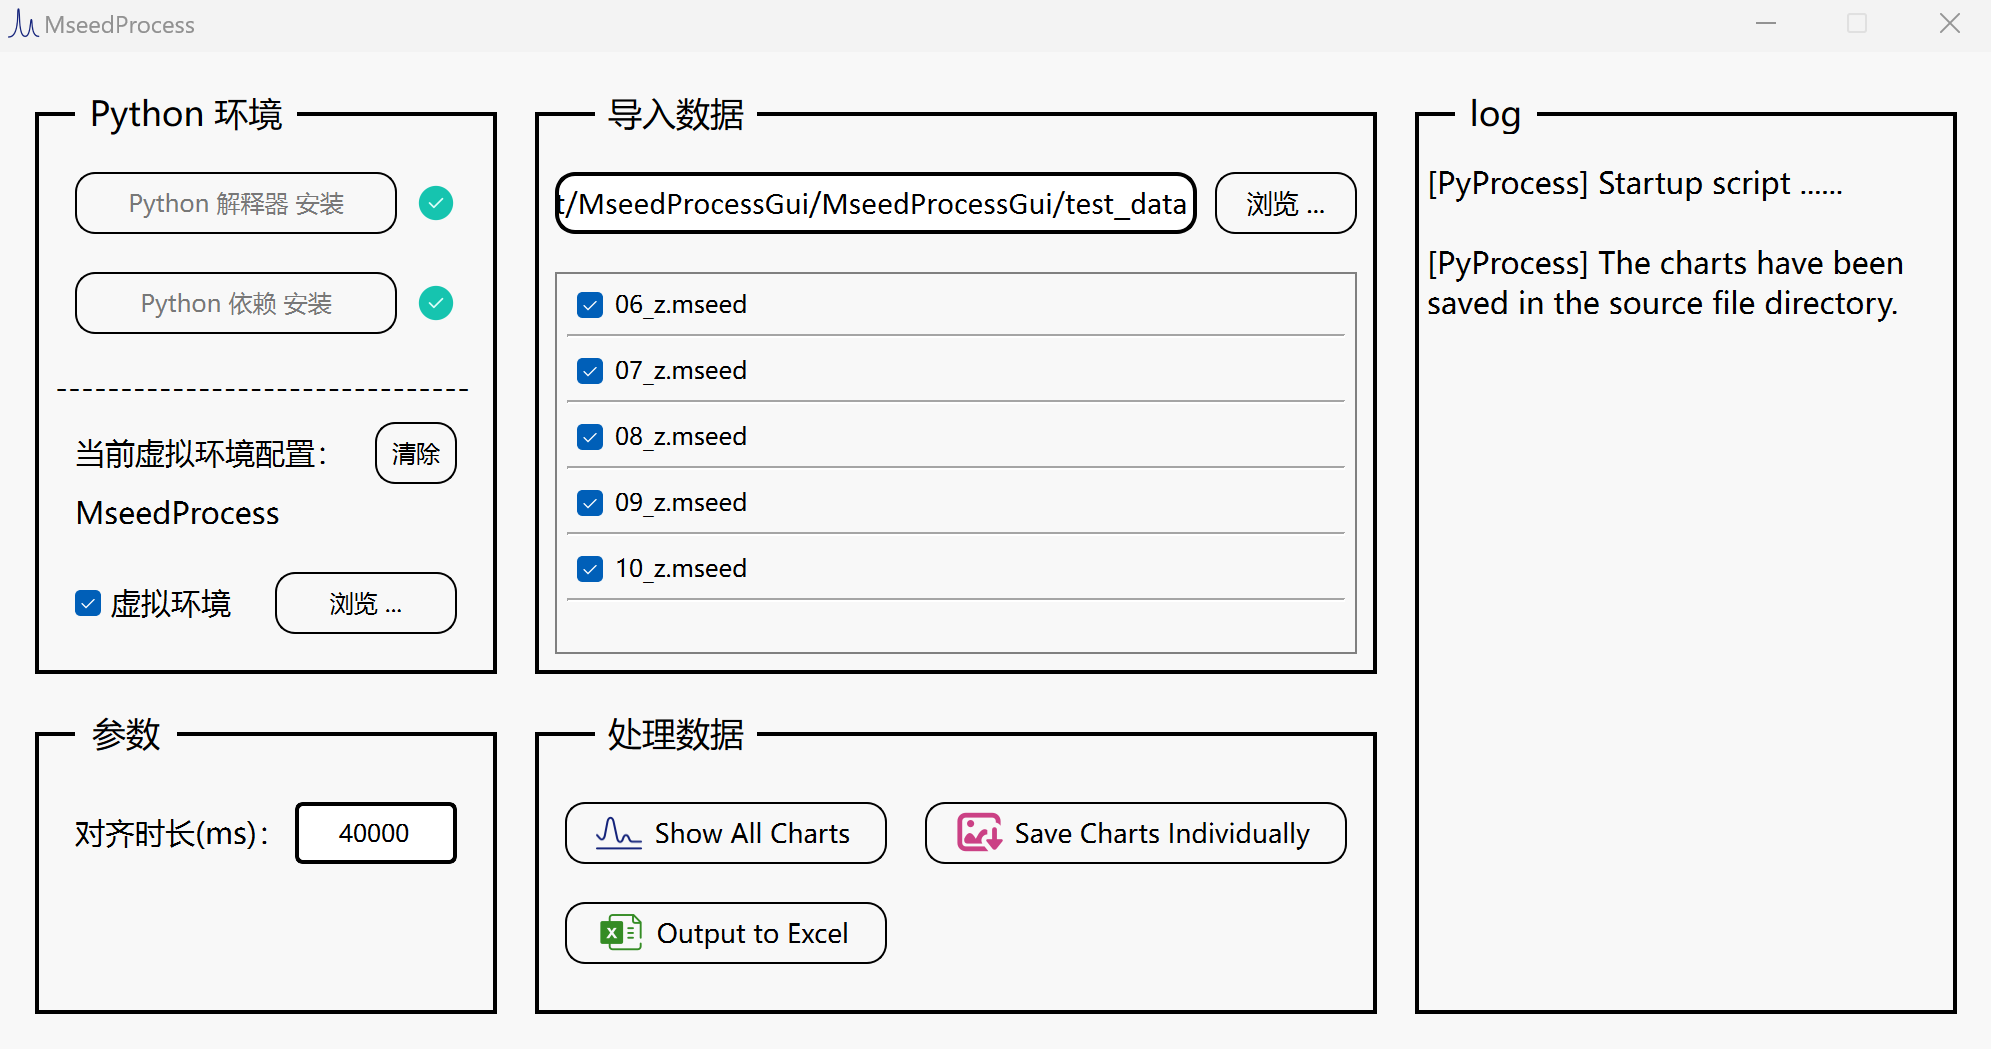 MseedProcess
Python 环境
Python 解释器 安装
Python 依赖 安装
--------------------------------
当前虚拟环境配置：
清除
MseedProcess
虚拟环境
浏览 ...
导入数据
t/MseedProcessGui/MseedProcessGui/test_data
浏览 ...
06_z.mseed
07_z.mseed
08_z.mseed
09_z.mseed
10_z.mseed
log
[PyProcess] Startup script ......
[PyProcess] The charts have been
saved in the source file directory.
参数
对齐时长(ms)：
40000
处理数据
Show All Charts
Save Charts Individually
Output to Excel